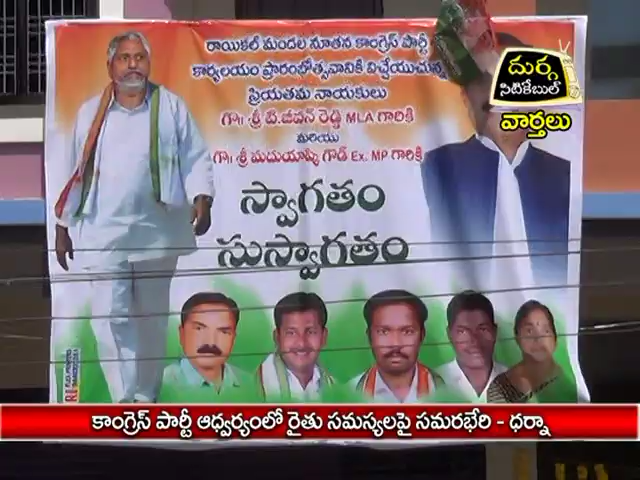 రాయికల్ మండల నూతన కాంగ్రెస్ పార్టీ
కార్యాలయం ప్రారంభోత్సవానికి విచ్చేయుచున్న
ప్రియతమ నాయకులు
గౌ॥ శ్రీ టి.జీవన్ రెడ్డి MLA గారికి
మరియు
గౌ॥ శ్రీ మదుయాష్కి గౌడ్ Ex. MP గారికి
స్వాగతం
సుస్వాగతం
దుర్గ
సిటికేబుల్
వార్తలు
కాంగ్రెస్ పార్టీ ఆధ్వర్యంలో రైతు సమస్యలపై సమరభేరి - ధర్నా